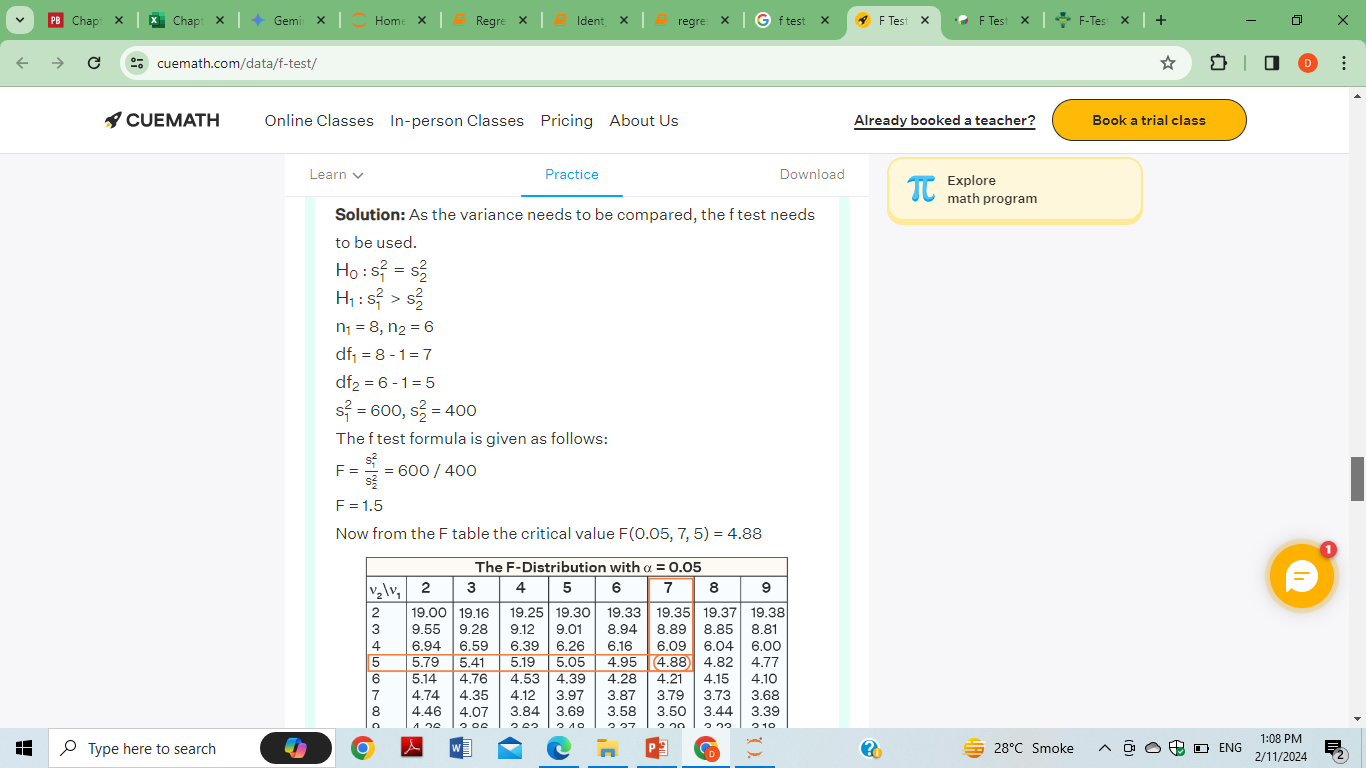 Chapt
Chapt
Gemi
Home
Regre
Ident
regre
f test
F Test
F Test
F-Tes
cuemath.com/data/f-test/
D
CUEMATH
Online Classes In-person Classes Pricing About Us
Already booked a teacher?
Book a trial class
Learn
Practice
Download
Explore
math program
Solution: As the variance needs to be compared, the f test needs
to be used.
H₀ : s₁² = s₂²
H₁ : s₁² > s₂²
n₁ = 8, n₂ = 6
df₁ = 8 - 1 = 7
df₂ = 6 - 1 = 5
s₁² = 600, s₂² = 400
The f test formula is given as follows:
F = s₁²/s₂² = 600 / 400
F = 1.5
Now from the F table the critical value F(0.05, 7, 5) = 4.88
The F-Distribution with α = 0.05
ν₂\ν₁ 2 3 4 5 6 7 8 9
2 19.00 19.16 19.25 19.30 19.33 19.35 19.37 19.38
3 9.55 9.28 9.12 9.01 8.94 8.89 8.85 8.81
4 6.94 6.59 6.39 6.26 6.16 6.09 6.04 6.00
5 5.79 5.41 5.19 5.05 4.95 4.88 4.82 4.77
6 5.14 4.76 4.53 4.39 4.28 4.21 4.15 4.10
7 4.74 4.35 4.12 3.97 3.87 3.79 3.73 3.68
8 4.46 4.07 3.84 3.69 3.58 3.50 3.44 3.39
1
Type here to search
28°C Smoke
ENG
1:08 PM
2/11/2024
2